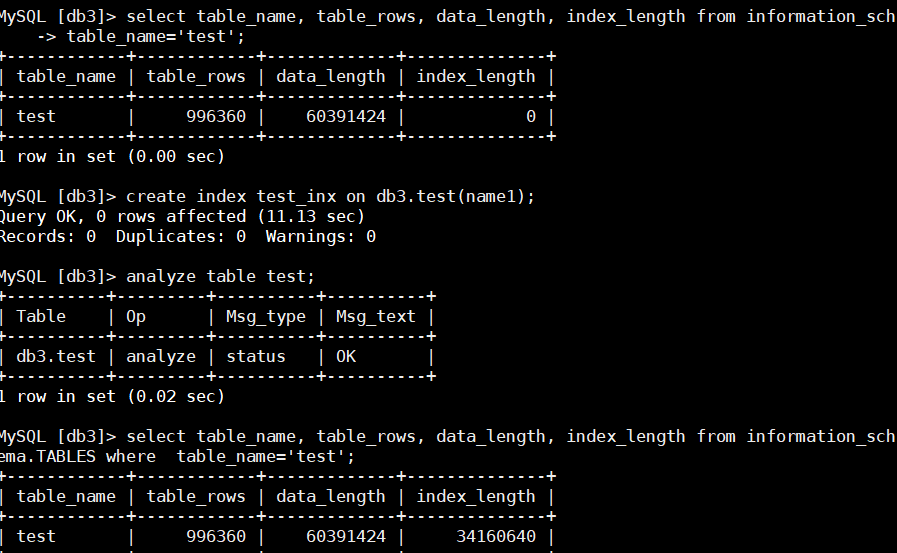 MySQL [db3]> select table_name, table_rows, data_length, index_length from information_sch
    -> table_name='test';
+------------+------------+-------------+--------------+
| table_name | table_rows | data_length | index_length |
+------------+------------+-------------+--------------+
| test       |     996360 |    60391424 |            0 |
+------------+------------+-------------+--------------+
1 row in set (0.00 sec)
MySQL [db3]> create index test_inx on db3.test(name1);
Query OK, 0 rows affected (11.13 sec)
Records: 0  Duplicates: 0  Warnings: 0
MySQL [db3]> analyze table test;
+----------+---------+----------+----------+
| Table    | Op      | Msg_type | Msg_text |
+----------+---------+----------+----------+
| db3.test | analyze | status   | OK       |
+----------+---------+----------+----------+
1 row in set (0.02 sec)
MySQL [db3]> select table_name, table_rows, data_length, index_length from information_sch
ema.TABLES where  table_name='test';
+------------+------------+-------------+--------------+
| table_name | table_rows | data_length | index_length |
+------------+------------+-------------+--------------+
| test       |     996360 |    60391424 |     34160640 |